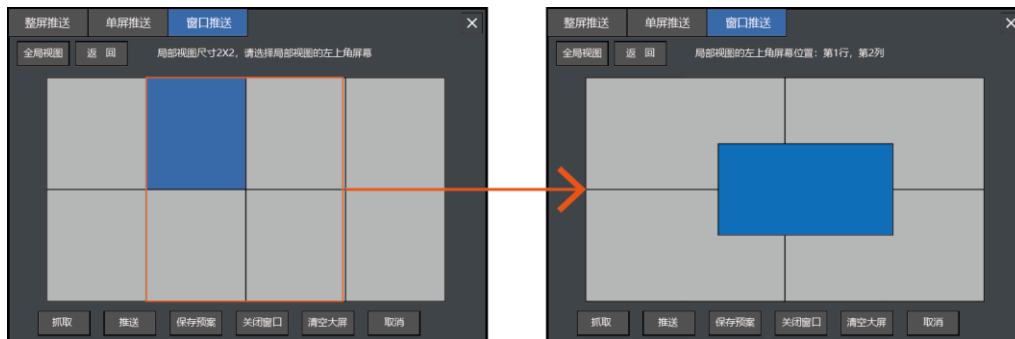 整屏推送 单屏推送 窗口推送 ×
全局视图 返 回 局部视图尺寸2X2，请选择局部视图的左上角屏幕
抓取 推送 保存预案 关闭窗口 清空大屏 取消
整屏推送 单屏推送 窗口推送 ×
全局视图 返 回 局部视图的左上角屏幕位置：第1行，第2列
抓取 推送 保存预案 关闭窗口 清空大屏 取消